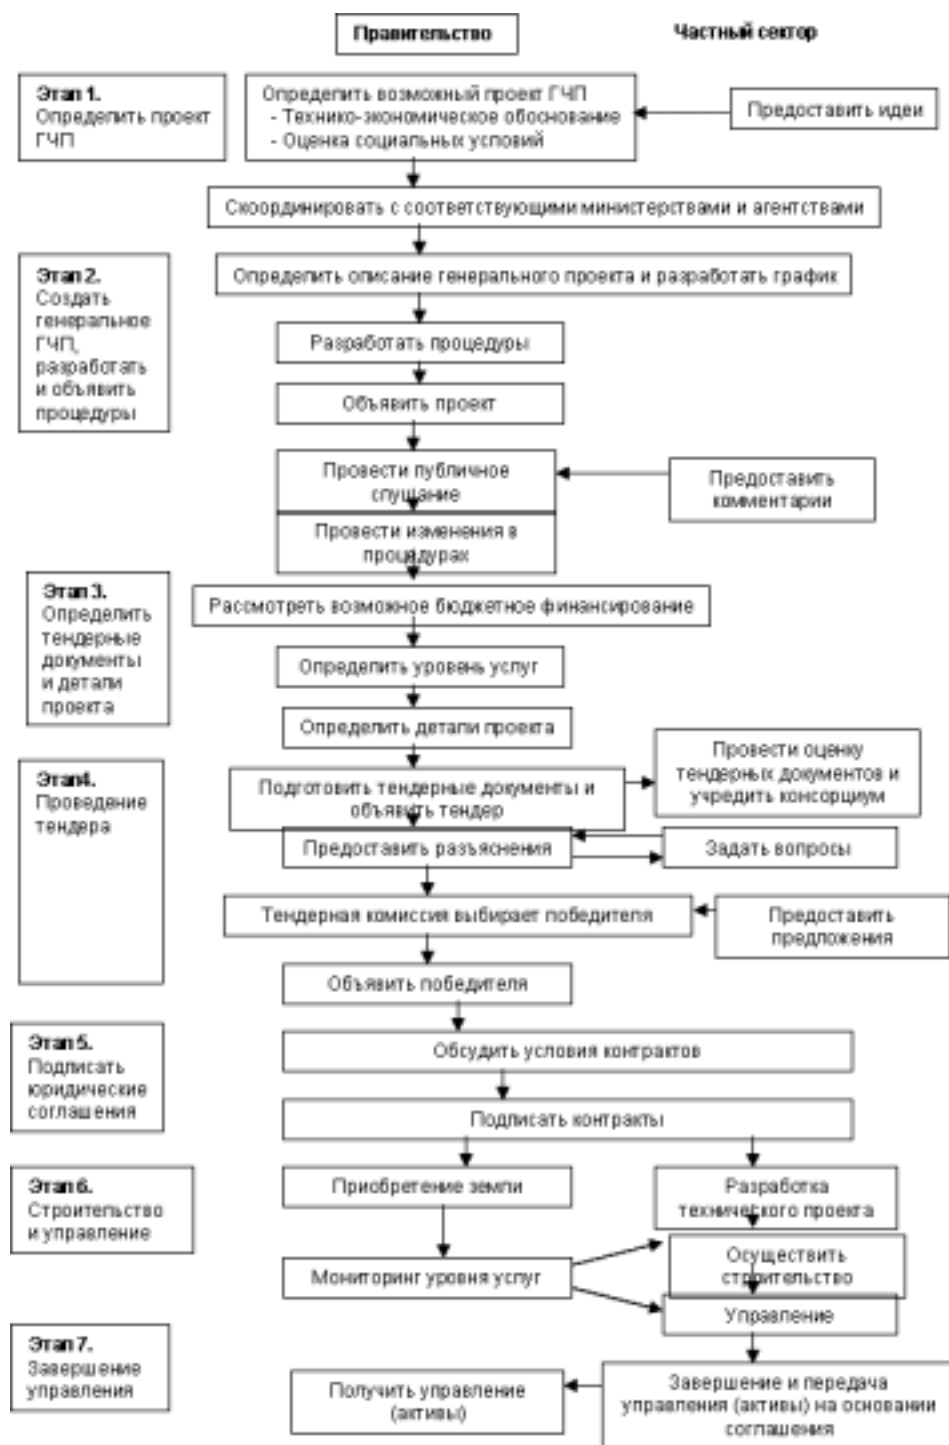 Правительство
Частный сектор
Этап 1.
Определить проект
ГЧП
Определить возможный проект ГЧП
- Технико-экономическое обоснование
- Оценка социальных условий
Предоставить идеи
Скоординировать с соответствующими министерствами и агентствами
Этап 2.
Создать
генеральное
ГЧП,
разработать
и объявить
процедуры
Определить описание генерального проекта и разработать график
Разработать процедуры
Объявить проект
Провести публичное
слушание
Предоставить
комментарии
Провести изменения в
процедурах
Этап 3.
Определить
тендерные
документы
и детали
проекта
Рассмотреть возможное бюджетное финансирование
Определить уровень услуг
Определить детали проекта
Этап4.
Проведение
тендера
Подготовить тендерные документы и
объявить тендер
Провести оценку
тендерных документов и
учредить консорциум
Предоставить разъяснения
Задать вопросы
Тендерная комиссия выбирает победителя
Предоставить
предложения
Объявить победителя
Этап 5.
Подписать
юридические
соглашения
Обсудить условия контрактов
Подписать контракты
Этап 6.
Строительство
и управление
Приобретение земли
Разработка
технического проекта
Мониторинг уровня услуг
Осуществить
строительство
Управление
Этап 7.
Завершение
управления
Получить управление
(активы)
Завершение и передача
управления (активы) на основании
соглашения